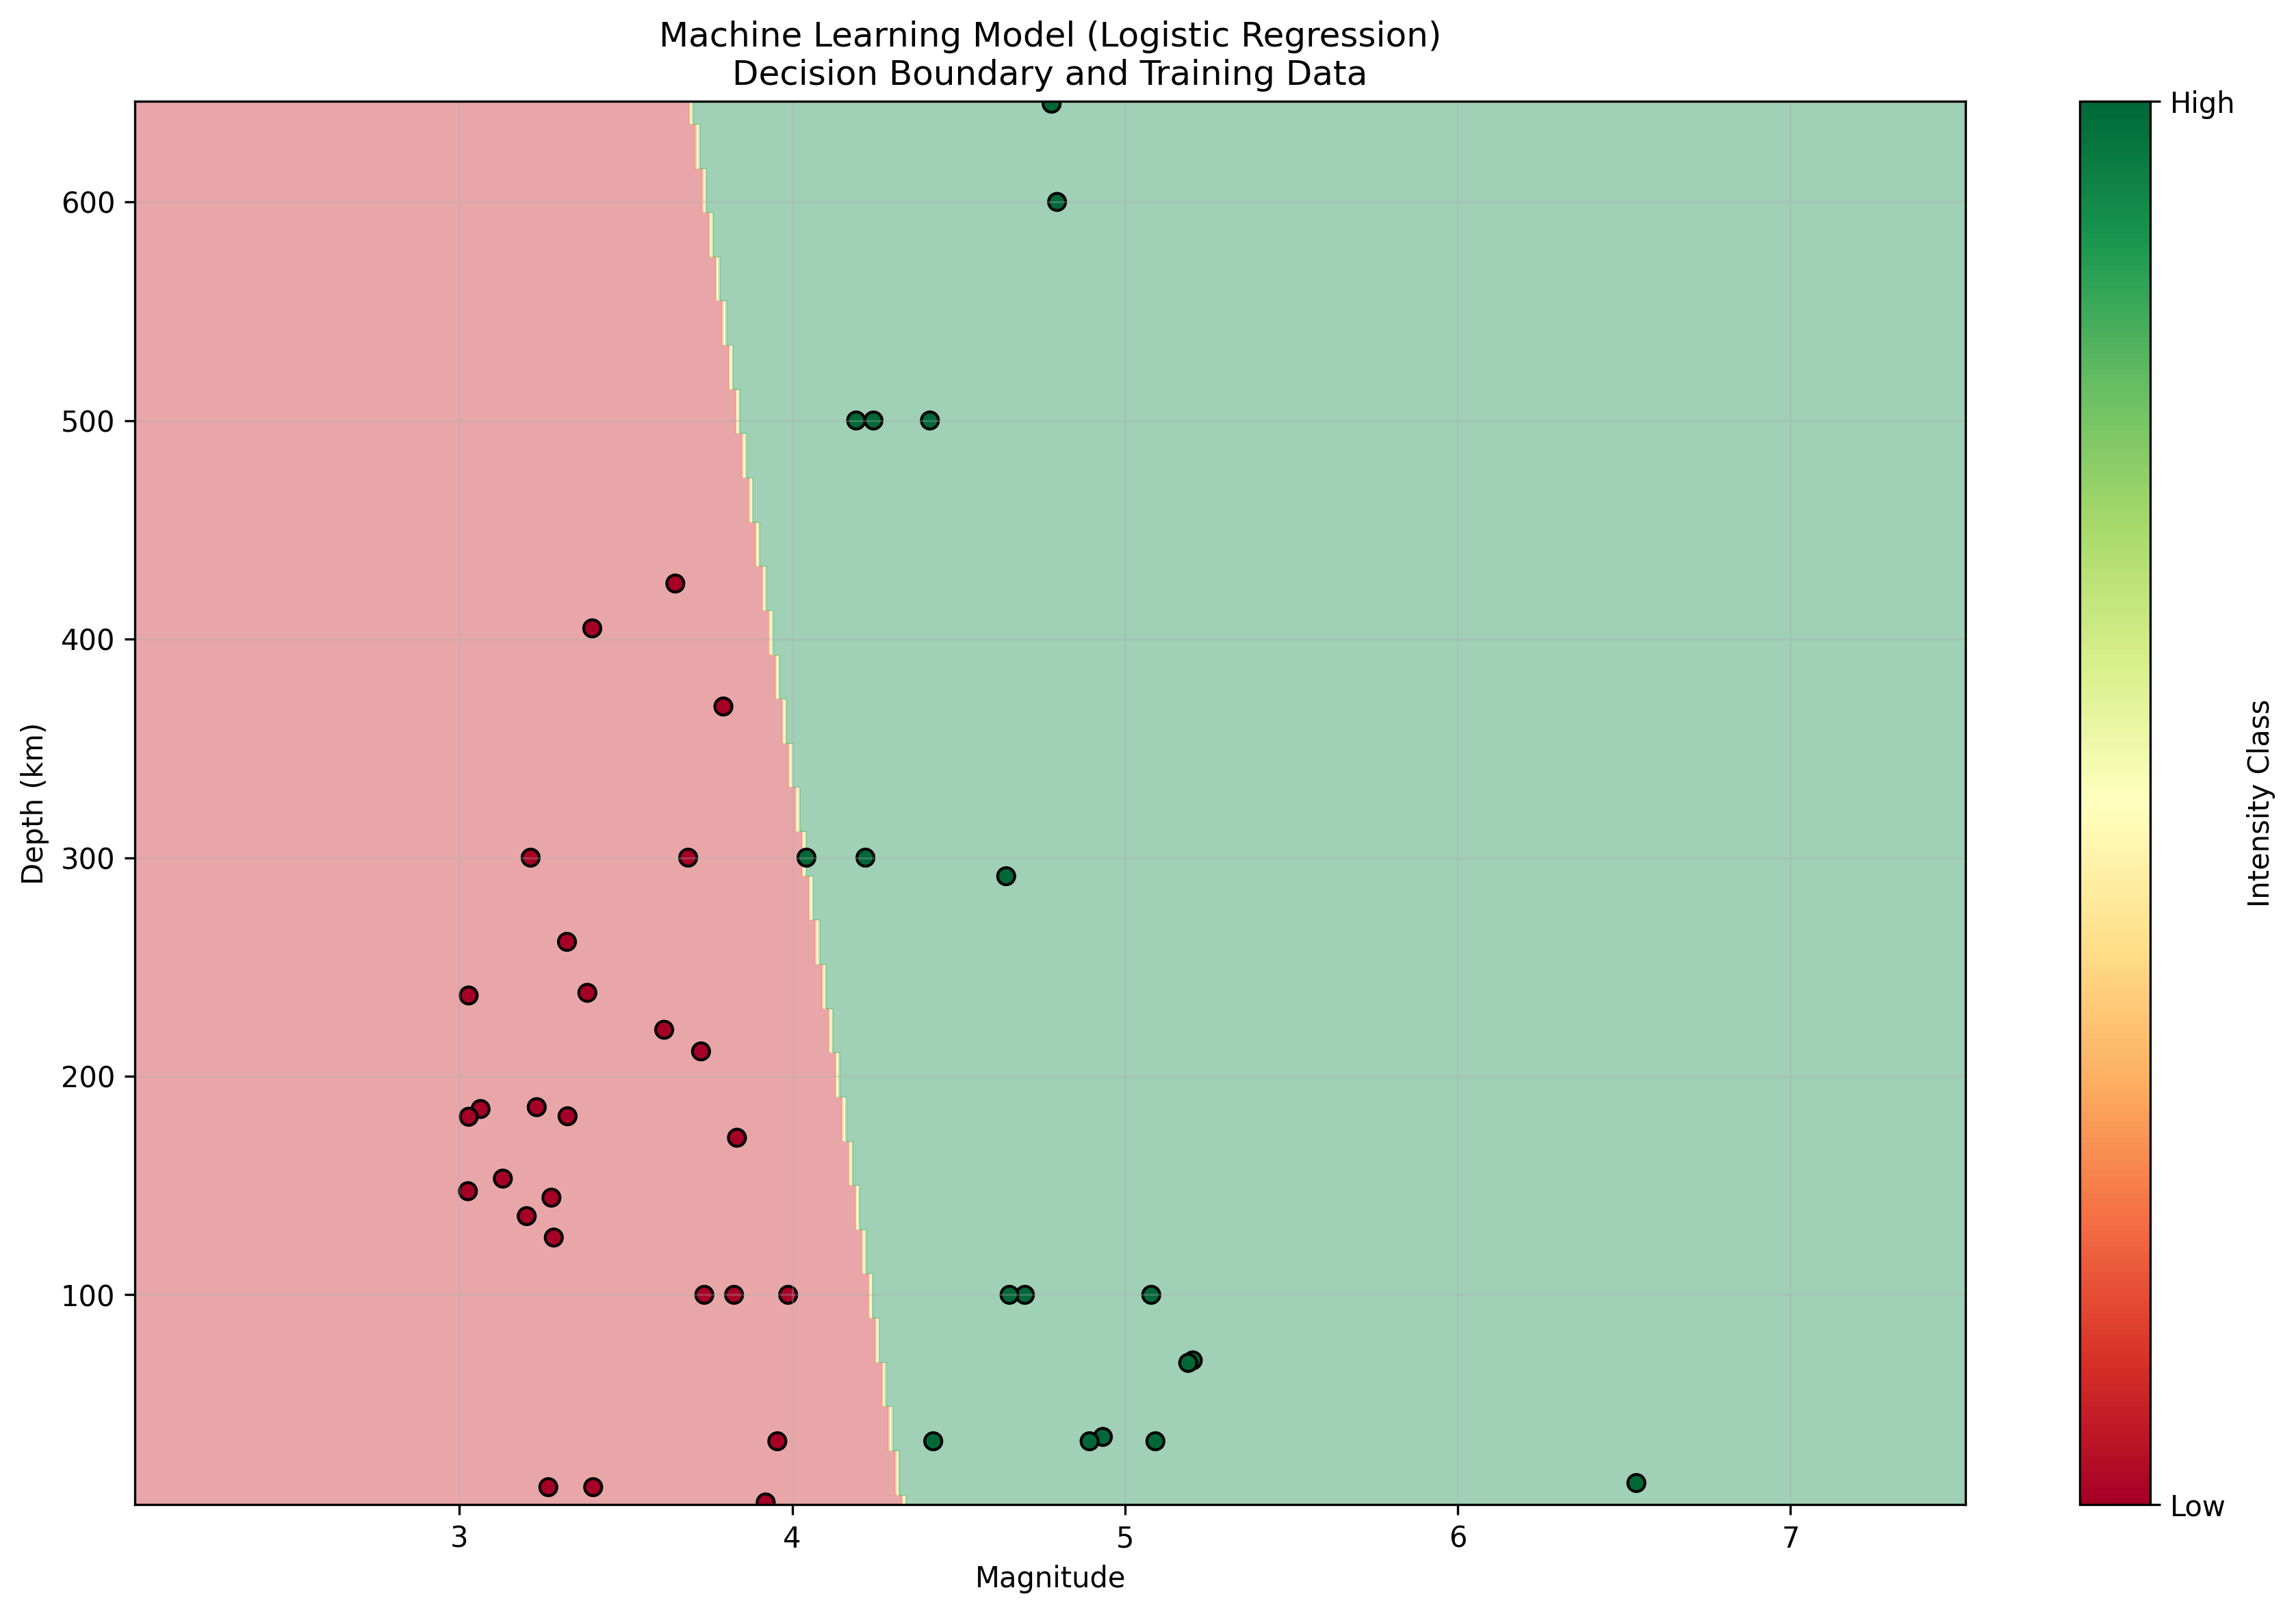 Machine Learning Model (Logistic Regression)
Decision Boundary and Training Data
High
600
500
400
300
200
100
Depth (km)
Intensity Class
Low
3
4
5
6
7
Magnitude